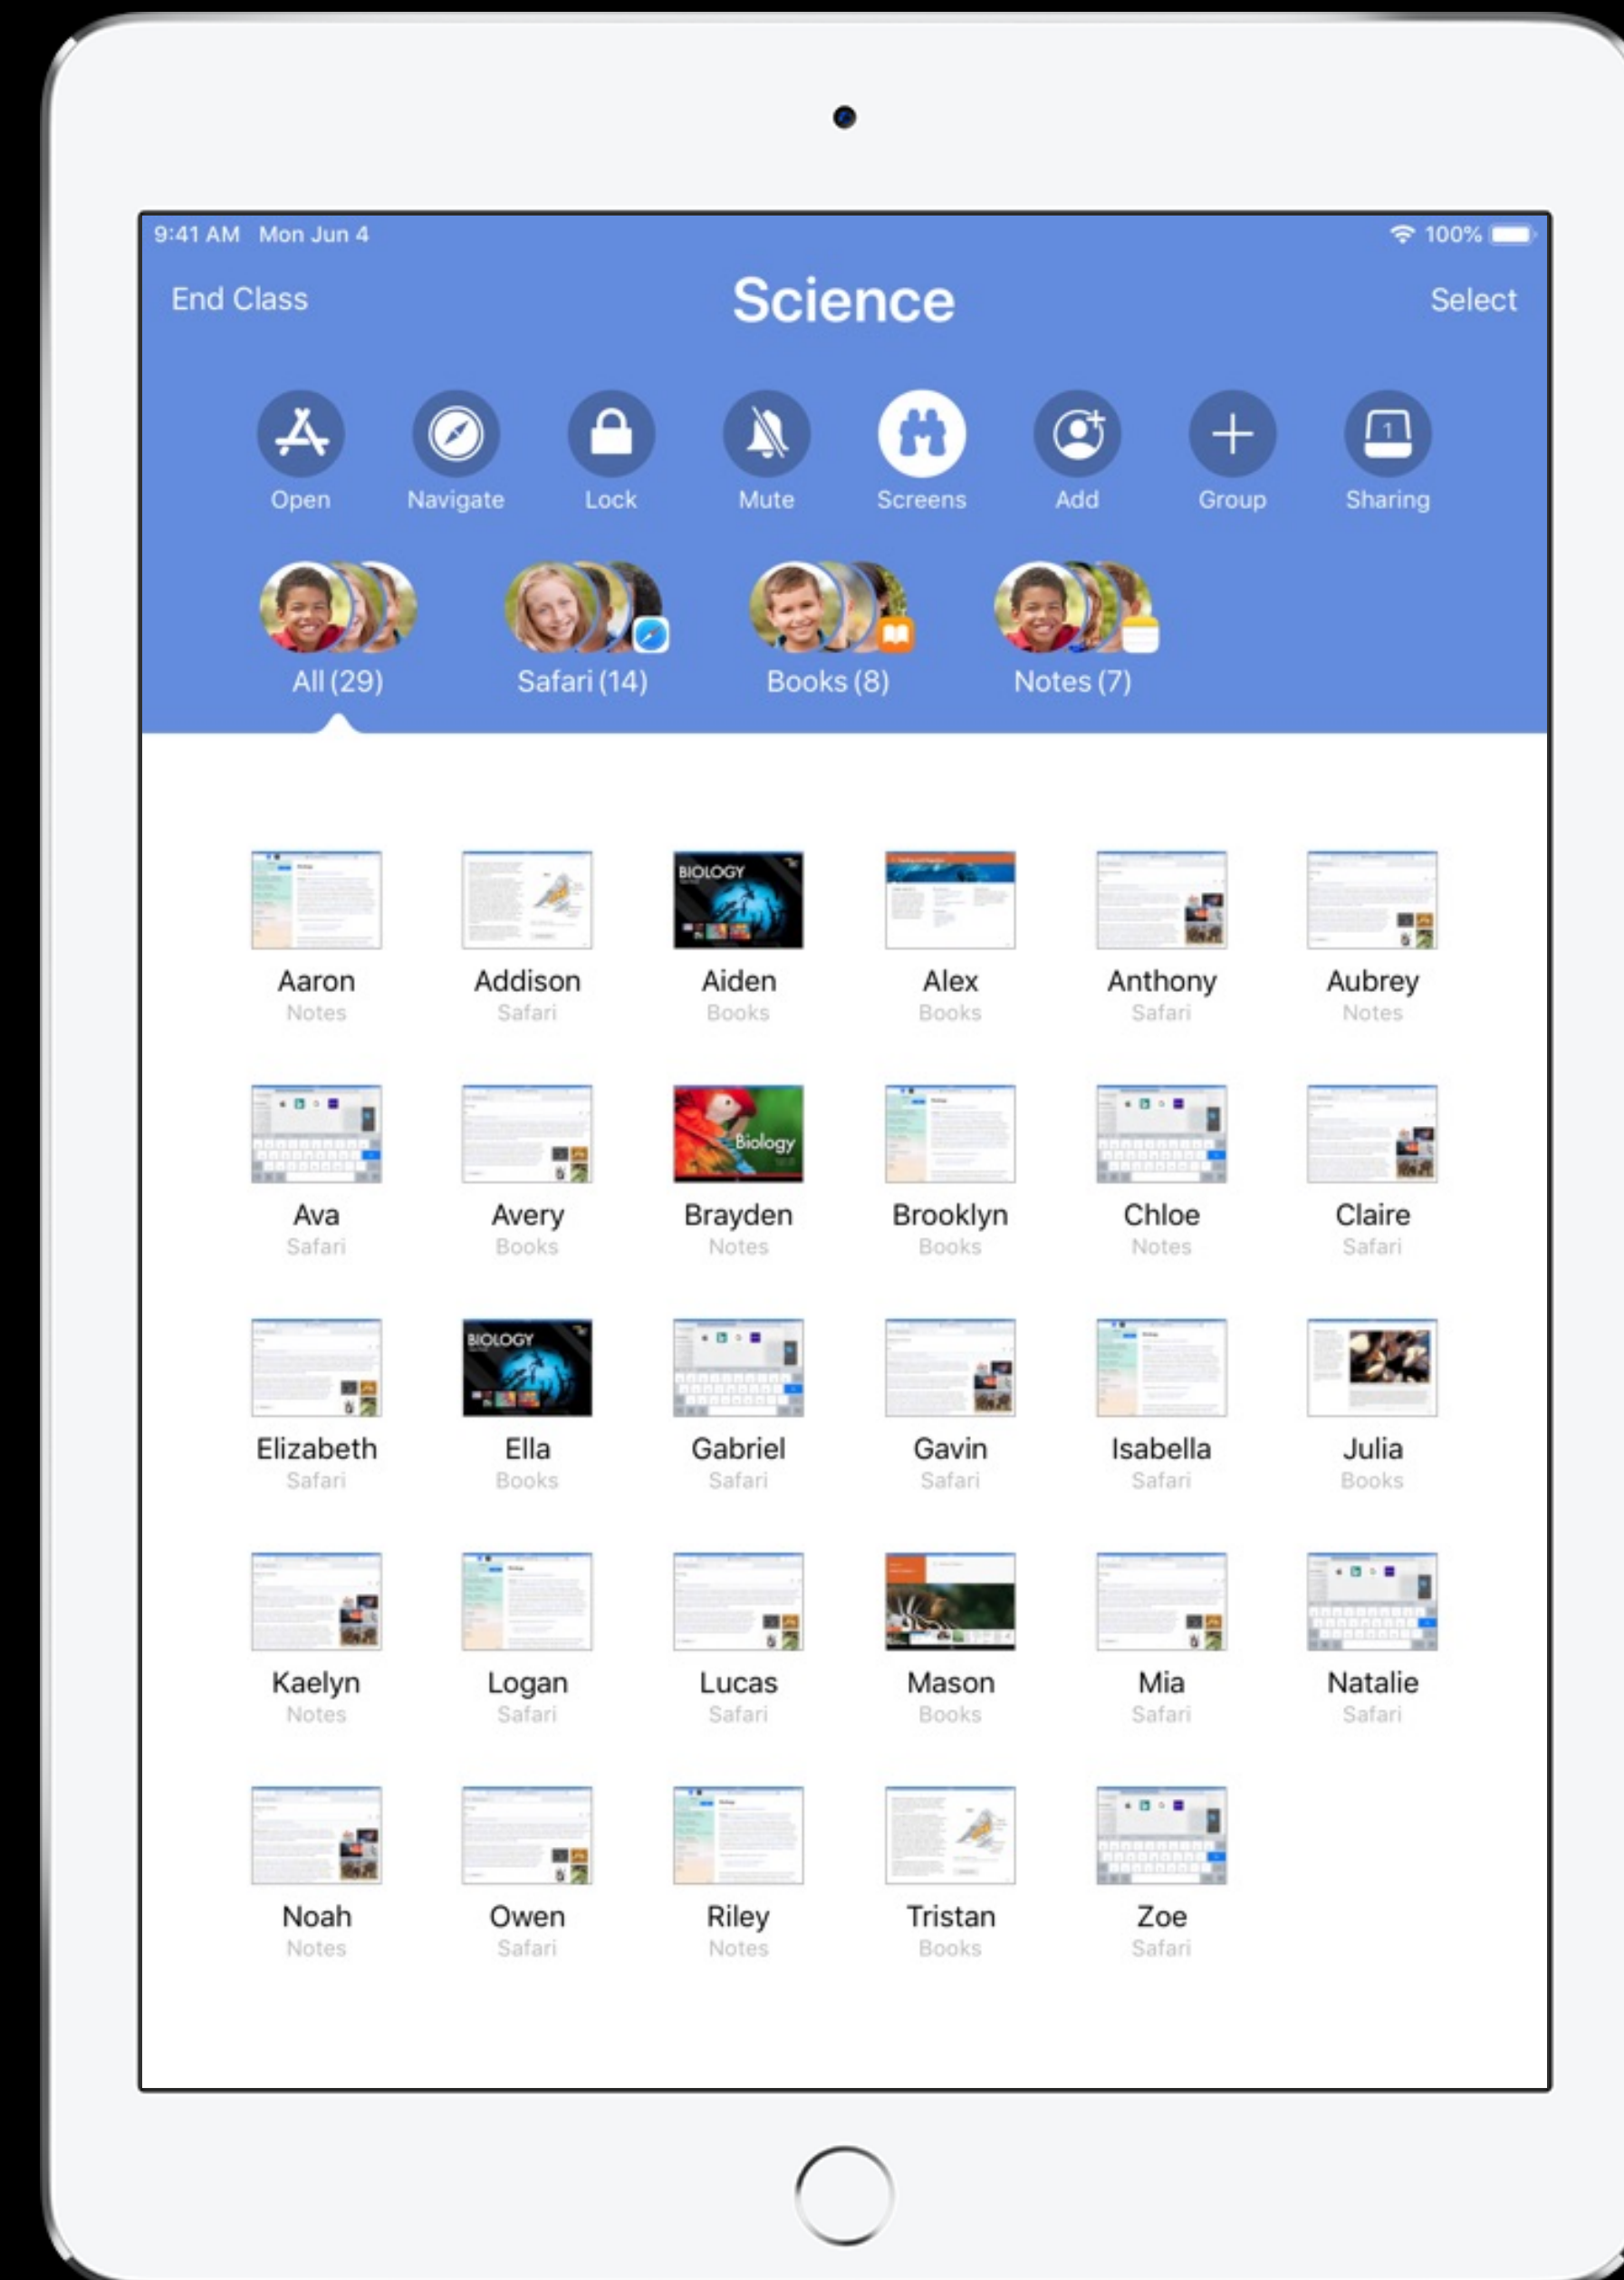 9:41 AM Mon Jun 4 100%
End Class Science Select
1
Open Navigate Lock Mute Screens Add Group Sharing
All (29) Safari (14) Books (8) Notes (7)
BIOLOGY
Aaron Addison Aiden Alex Anthony Aubrey
Notes Safari Books Books Safari Notes
Biology
Ava Avery Brayden Brooklyn Chloe Claire
Safari Books Notes Books Notes Safari
BIOLOGY
Elizabeth Ella Gabriel Gavin Isabella Julia
Safari Books Safari Safari Safari Books
Kaelyn Logan Lucas Mason Mia Natalie
Notes Safari Safari Books Safari Safari
Noah Owen Riley Tristan Zoe
Notes Safari Notes Books Safari